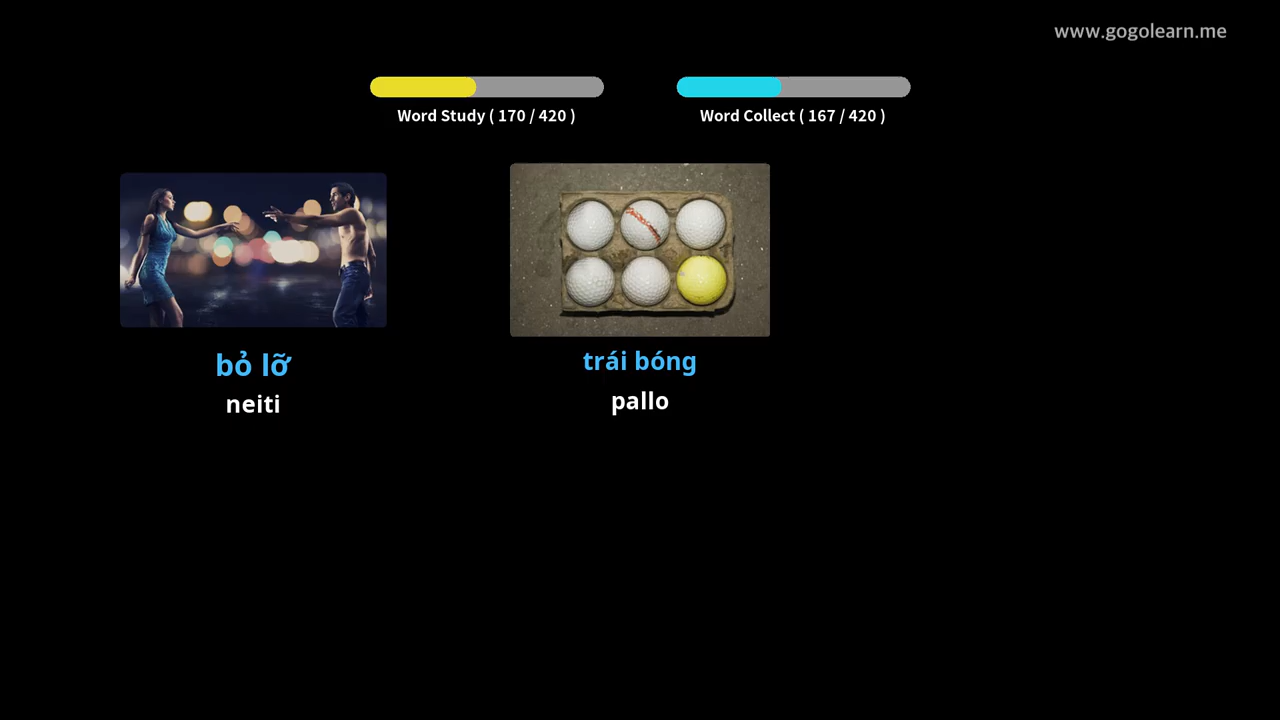 www.gogolearn.me
Word Study ( 170 / 420 )
Word Collect ( 167 / 420 )
bỏ lỡ
neiti
trái bóng
pallo